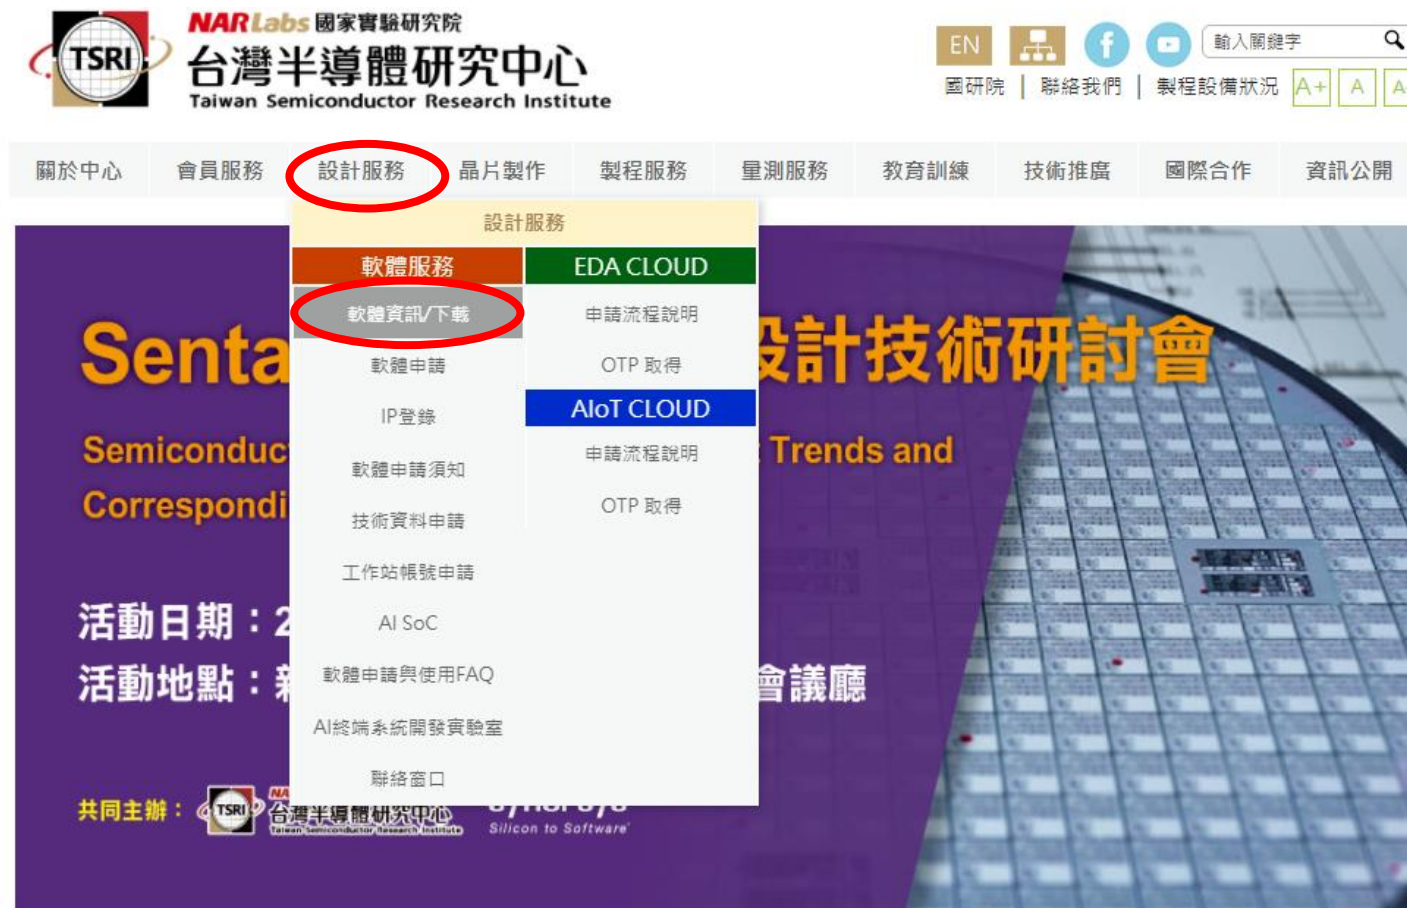 TSRI
NARLabs 國家實驗研究院
台灣半導體研究中心
Taiwan Semiconductor Research Institute
EN
輸入關鍵字
國研院 | 聯絡我們 | 製程設備狀況 A+ A A
關於中心 會員服務 設計服務 晶片製作 製程服務 量測服務 教育訓練 技術推廣 國際合作 資訊公開
設計服務
軟體服務 EDA CLOUD
軟體資訊/下載 申請流程說明
軟體申請 OTP 取得
IP登錄 AIoT CLOUD
軟體申請須知 申請流程說明
技術資料申請 OTP 取得
工作站帳號申請
AI SoC
軟體申請與使用FAQ
AI終端系統開發實驗室
聯絡窗口
Senta 設計技術研討會
Semiconduc Trends and
Correspondi
活動日期：2
活動地點： 會議廳
共同主辦： TSRI 台灣半導體研究中心
Taiwan Semiconductor Research Institute
Silicon to Software